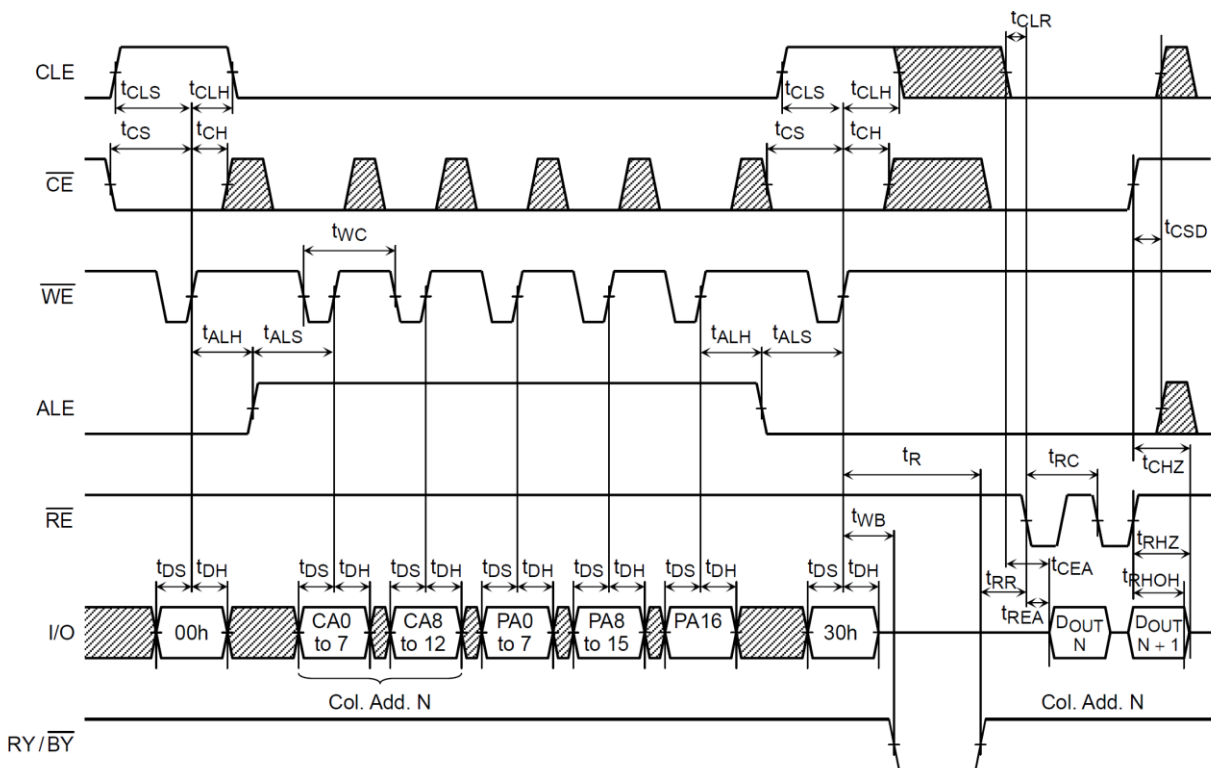 tCLR
CLE
tCLS tCLH tCLS tCLH
tCS tCH tCS tCH
CE
tCSD
tWC
WE
tALH tALS tALH tALS
ALE
tR tRC tCHZ
RE
tWB tRHZ
tDS tDH tDS tDH tDS tDH tDS tDH tDS tDH tDS tDH tRR tCEA tRHOH
tREA
I/O 00h CA0 to 7 CA8 to 12 PA0 to 7 PA8 to 15 PA16 30h DOUT N DOUT N + 1
Col. Add. N Col. Add. N
RY/BY